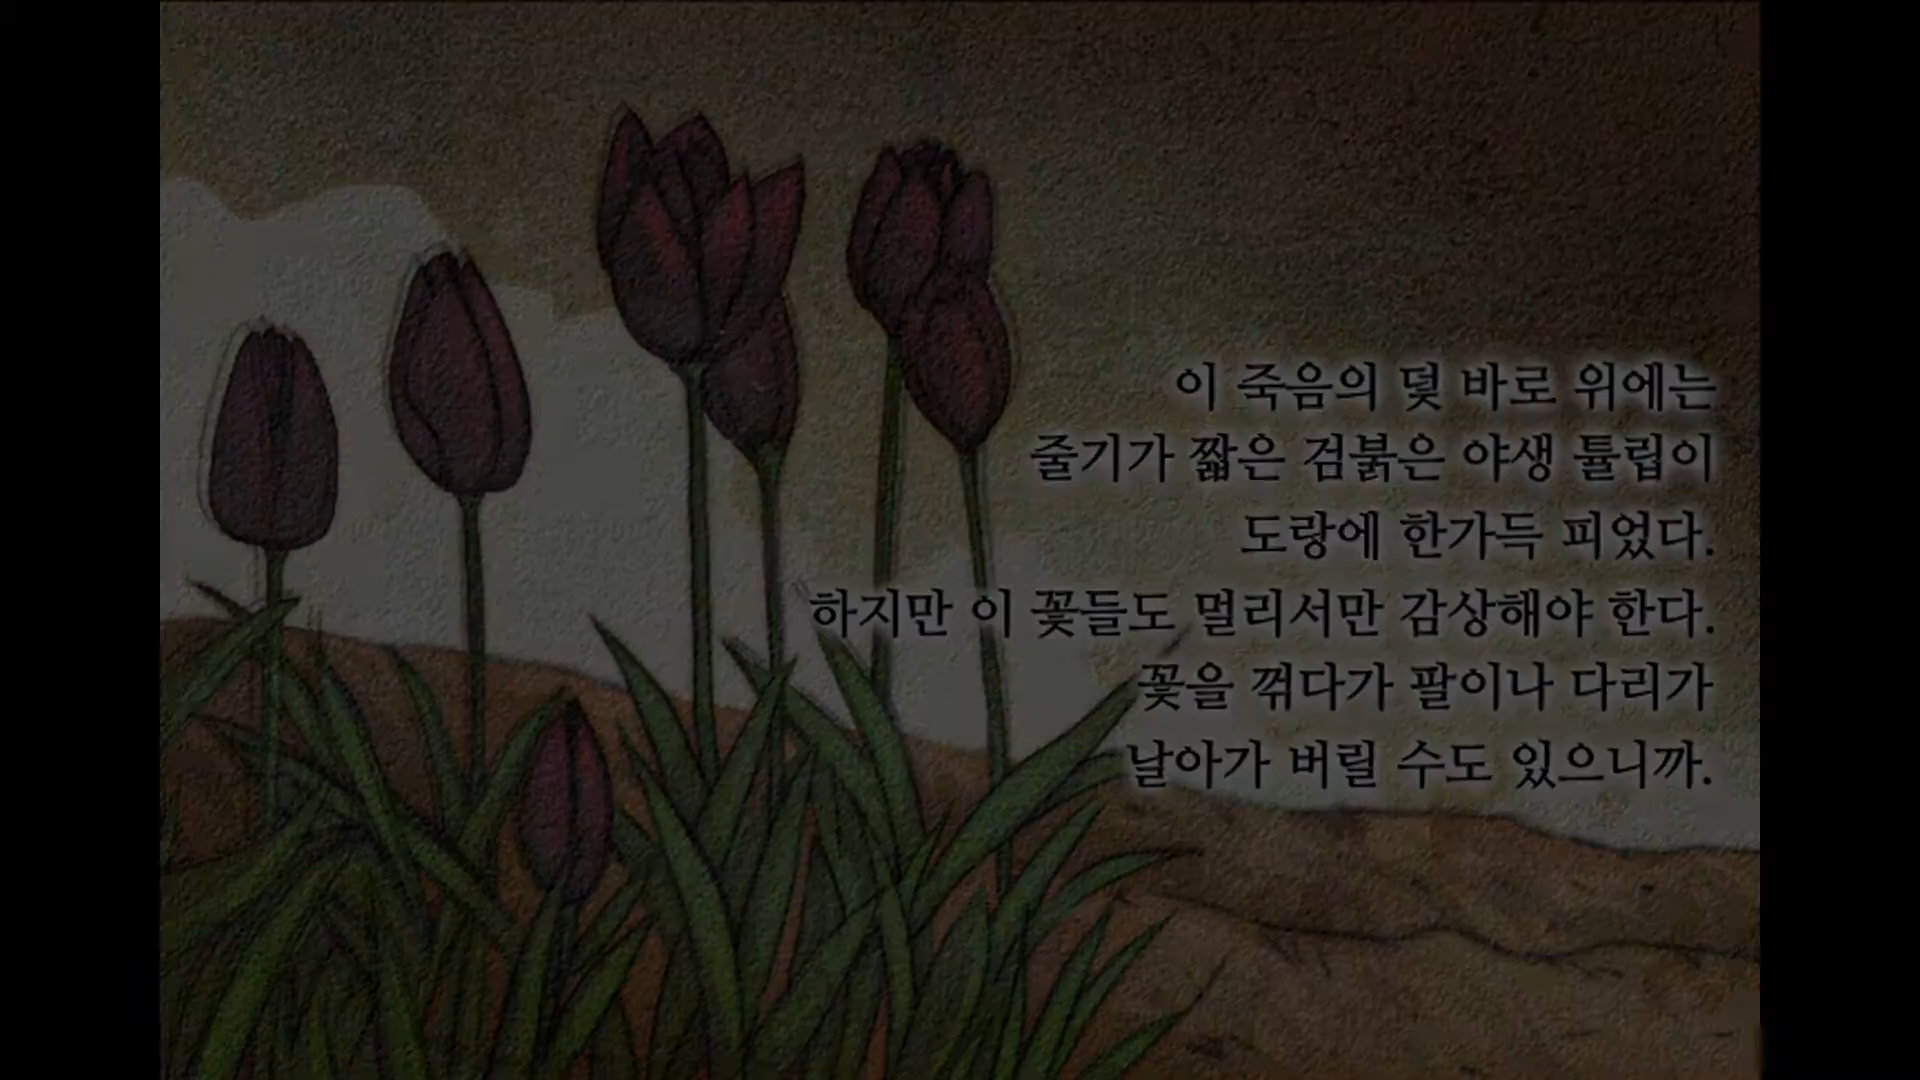 이 죽음의 덫 바로 위에는
줄기가 짧은 검붉은 야생 튤립이
도랑에 한가득 피었다.
하지만 이 꽃들도 멀리서만 감상해야 한다.
꽃을 꺾다가 팔이나 다리가
날아가 버릴 수도 있으니까.